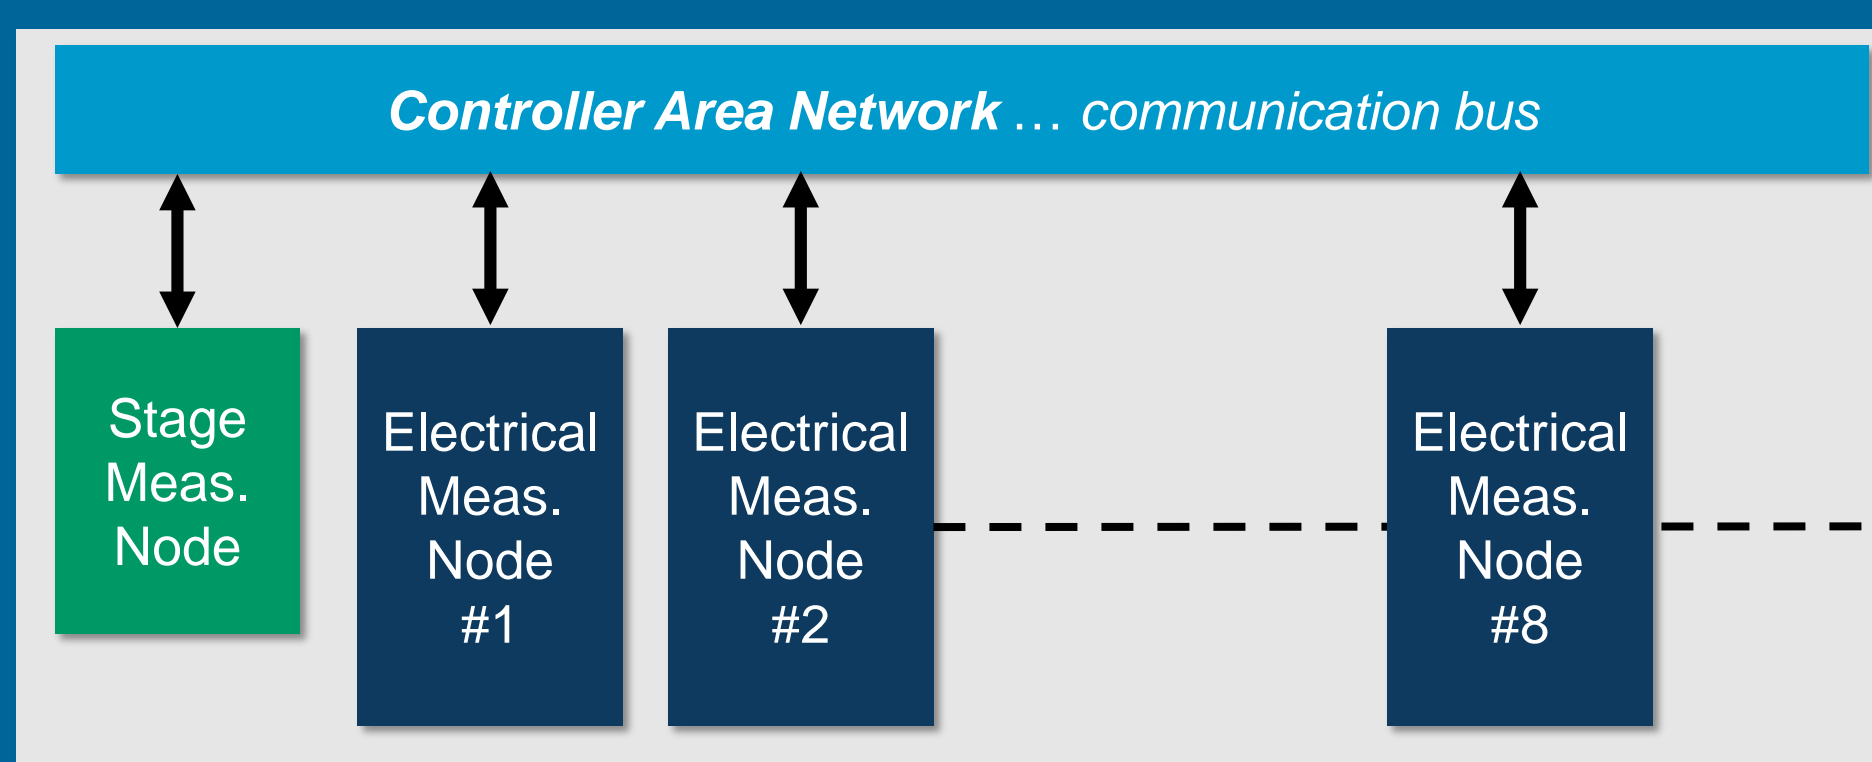 Controller Area Network … communication bus
Stage
Meas.
Node
Electrical
Meas.
Node
#1
Electrical
Meas.
Node
#2
Electrical
Meas.
Node
#8